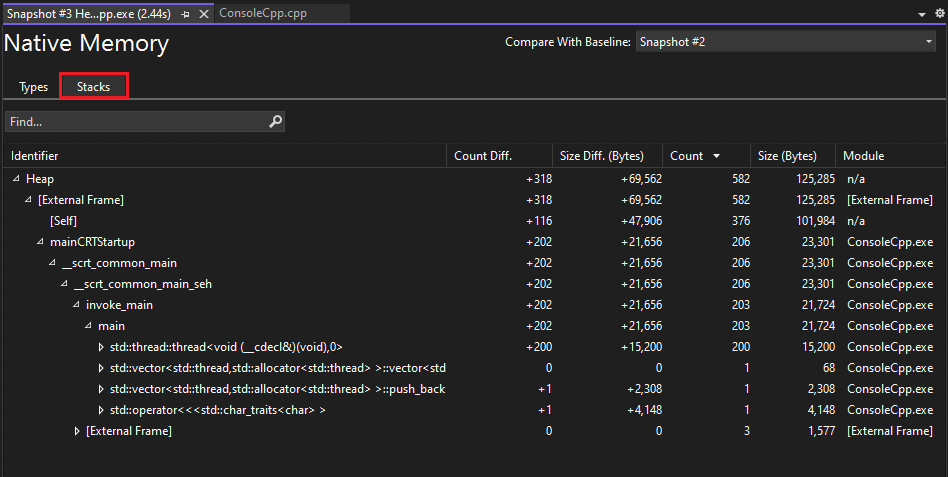 Snapshot #3 He...pp.exe (2.44s) ConsoleCpp.cpp
Native Memory Compare With Baseline: Snapshot #2
Types Stacks
Find...
Identifier Count Diff. Size Diff. (Bytes) Count Size (Bytes) Module
Heap +318 +69,562 582 125,285 n/a
[External Frame] +318 +69,562 582 125,285 [External Frame]
[Self] +116 +47,906 376 101,984 n/a
mainCRTStartup +202 +21,656 206 23,301 ConsoleCpp.exe
__scrt_common_main +202 +21,656 206 23,301 ConsoleCpp.exe
__scrt_common_main_seh +202 +21,656 206 23,301 ConsoleCpp.exe
invoke_main +202 +21,656 203 21,724 ConsoleCpp.exe
main +202 +21,656 203 21,724 ConsoleCpp.exe
std::thread::thread<void (__cdecl&)(void),0> +200 +15,200 200 15,200 ConsoleCpp.exe
std::vector<std::thread,std::allocator<std::thread> >::vector<std 0 0 1 68 ConsoleCpp.exe
std::vector<std::thread,std::allocator<std::thread> >::push_back +1 +2,308 1 2,308 ConsoleCpp.exe
std::operator<<<std::char_traits<char> > +1 +4,148 1 4,148 ConsoleCpp.exe
[External Frame] 0 0 3 1,577 [External Frame]